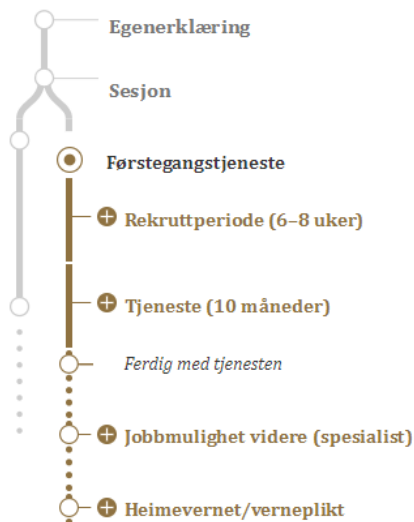 Egenerklæring
Sesjon
Førstegangstjeneste
Rekruttperiode (6–8 uker)
Tjeneste (10 måneder)
Ferdig med tjenesten
Jobbmulighet videre (spesialist)
Heimevernet/verneplikt